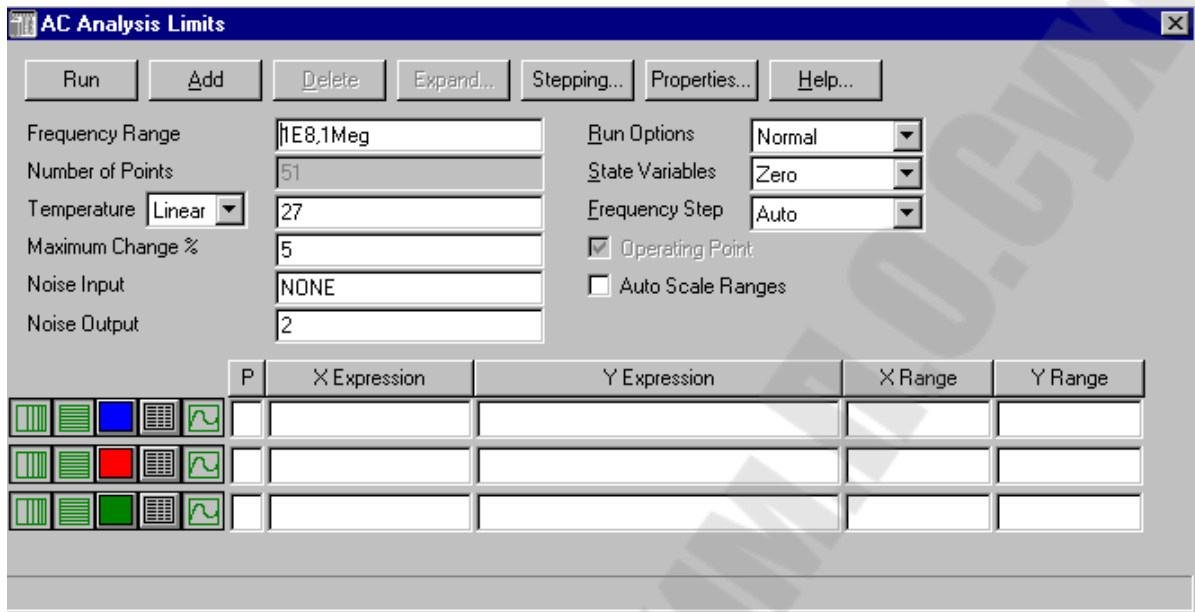 AC Analysis Limits
Run Add Delete Expand... Stepping... Properties... Help...
Frequency Range 1E8,1Meg Run Options Normal
Number of Points 51 State Variables Zero
Temperature Linear 27 Frequency Step Auto
Maximum Change % 5 Operating Point
Noise Input NONE Auto Scale Ranges
Noise Output 2
P X Expression Y Expression X Range Y Range